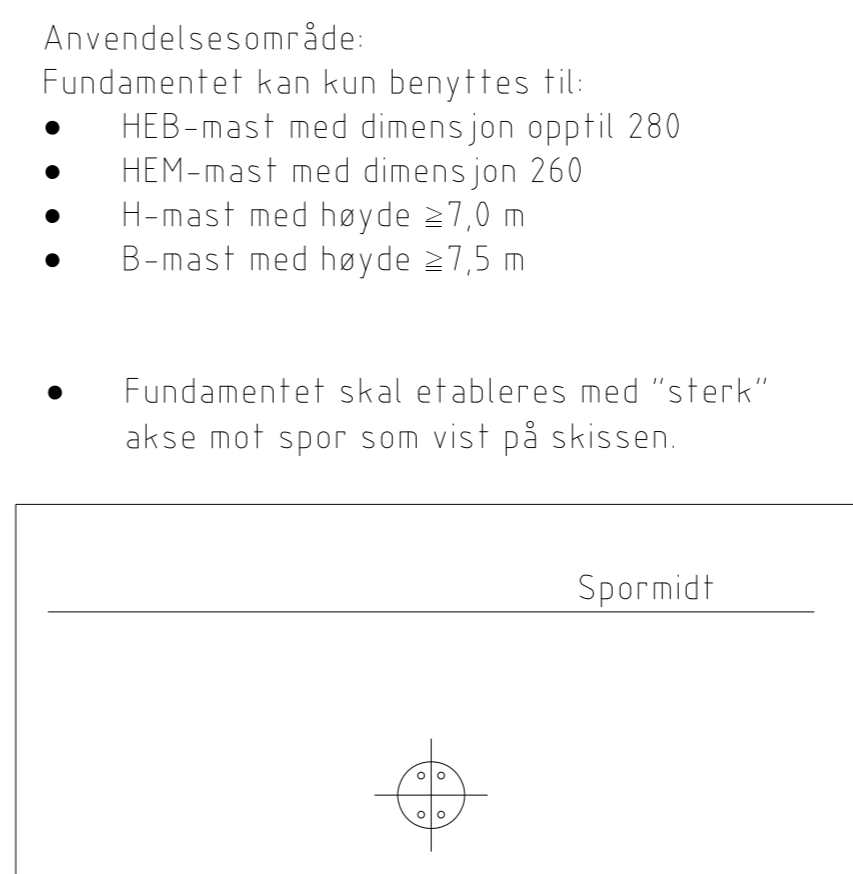 Anvendelsesområde:
Fundamentet kan kun benyttes til:
● HEB-mast med dimensjon opptil 280
● HEM-mast med dimensjon 260
● H-mast med høyde ≧7,0 m
● B-mast med høyde ≧7,5 m
● Fundamentet skal etableres med "sterk"
akse mot spor som vist på skissen.
Spormidt